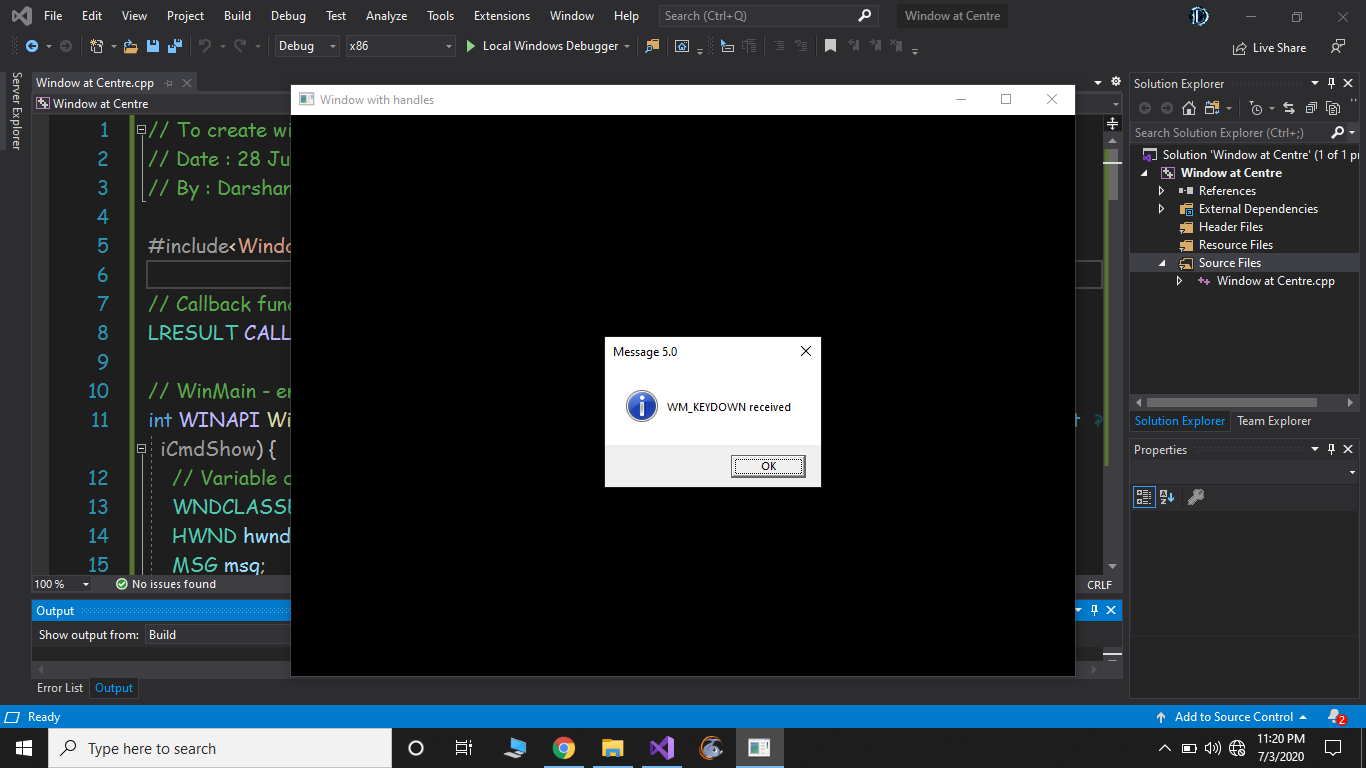 File Edit View Project Build Debug Test Analyze Tools Extensions Window Help Search (Ctrl+Q) Window at Centre
Debug x86 Local Windows Debugger Live Share
Server Explorer
Window at Centre.cpp
Window at Centre
Window with handles
1 // To create wi
2 // Date : 28 Ju
3 // By : Darshan
4
5 #include<Windo
6
7 // Callback func
8 LRESULT CALL
9
10 // WinMain - en
11 int WINAPI Wi t
iCmdShow) {
12 // Variable d
13 WNDCLASSE
14 HWND hwnd
15 MSG msg;
Message 5.0
WM_KEYDOWN received
OK
100 % No issues found CRLF
Output
Show output from: Build
Error List Output
Solution Explorer
Search Solution Explorer (Ctrl+;)
Solution 'Window at Centre' (1 of 1 pr
Window at Centre
References
External Dependencies
Header Files
Resource Files
Source Files
Window at Centre.cpp
Solution Explorer Team Explorer
Properties
Ready Add to Source Control 2
Type here to search
11:20 PM
7/3/2020